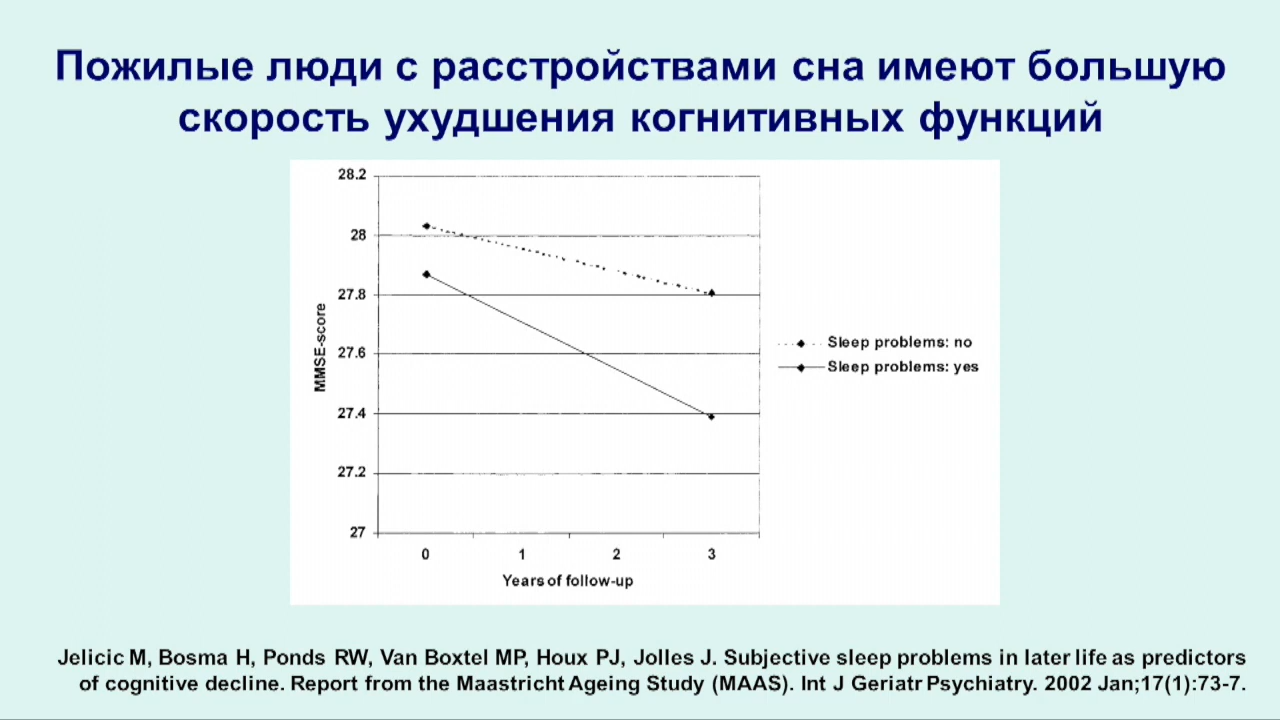 Пожилые люди с расстройствами сна имеют большую
скорость ухудшения когнитивных функций
28.2
28
27.8
27.6
27.4
27.2
27
MMSE-score
0 1 2 3
Years of follow-up
Sleep problems: no
Sleep problems: yes
Jelicic M, Bosma H, Ponds RW, Van Boxtel MP, Houx PJ, Jolles J. Subjective sleep problems in later life as predictors
of cognitive decline. Report from the Maastricht Ageing Study (MAAS). Int J Geriatr Psychiatry. 2002 Jan;17(1):73-7.